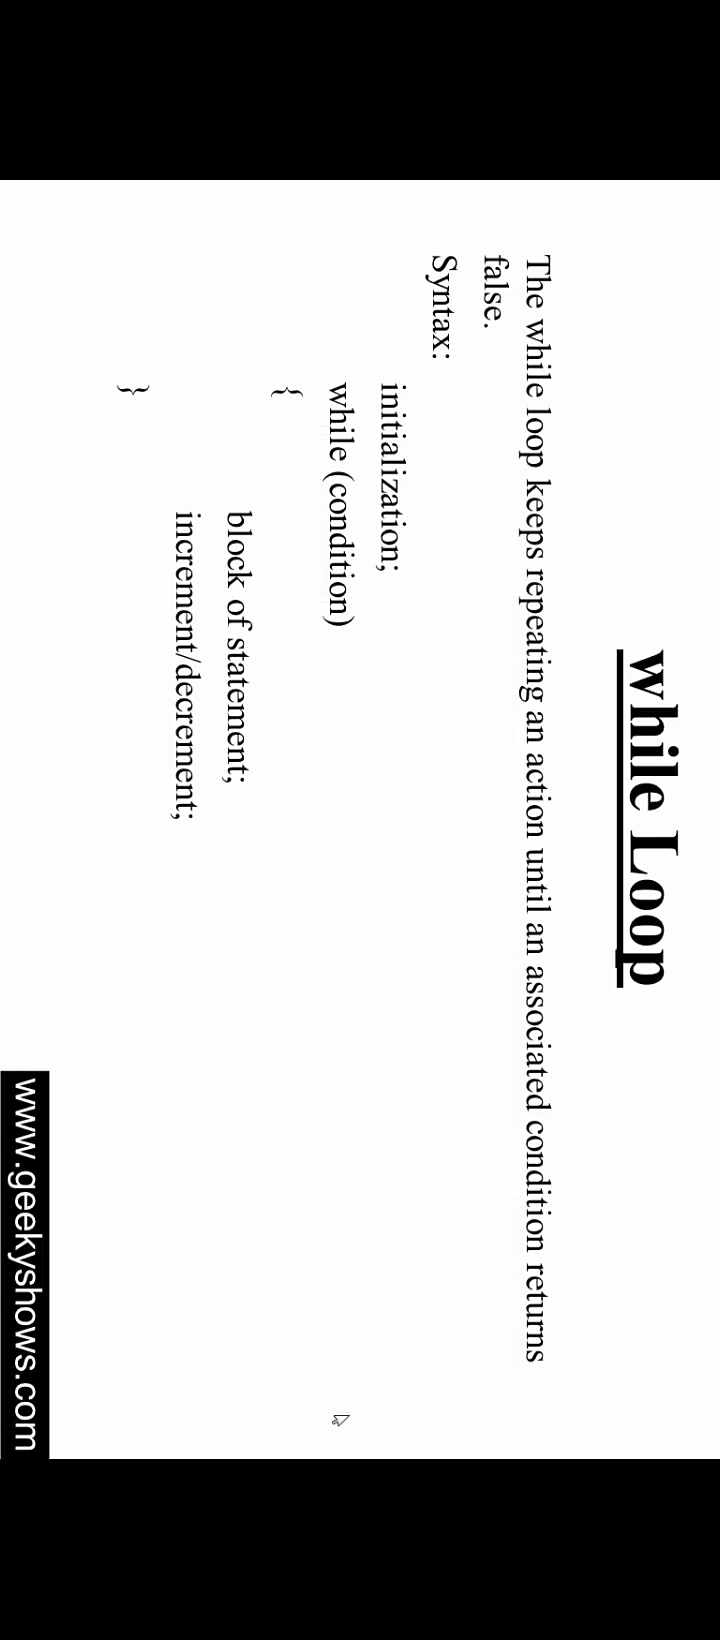 while Loop
The while loop keeps repeating an action until an associated condition returns
false.
Syntax:
initialization;
while (condition)
{
block of statement;
increment/decrement;
}
www.geekyshows.com